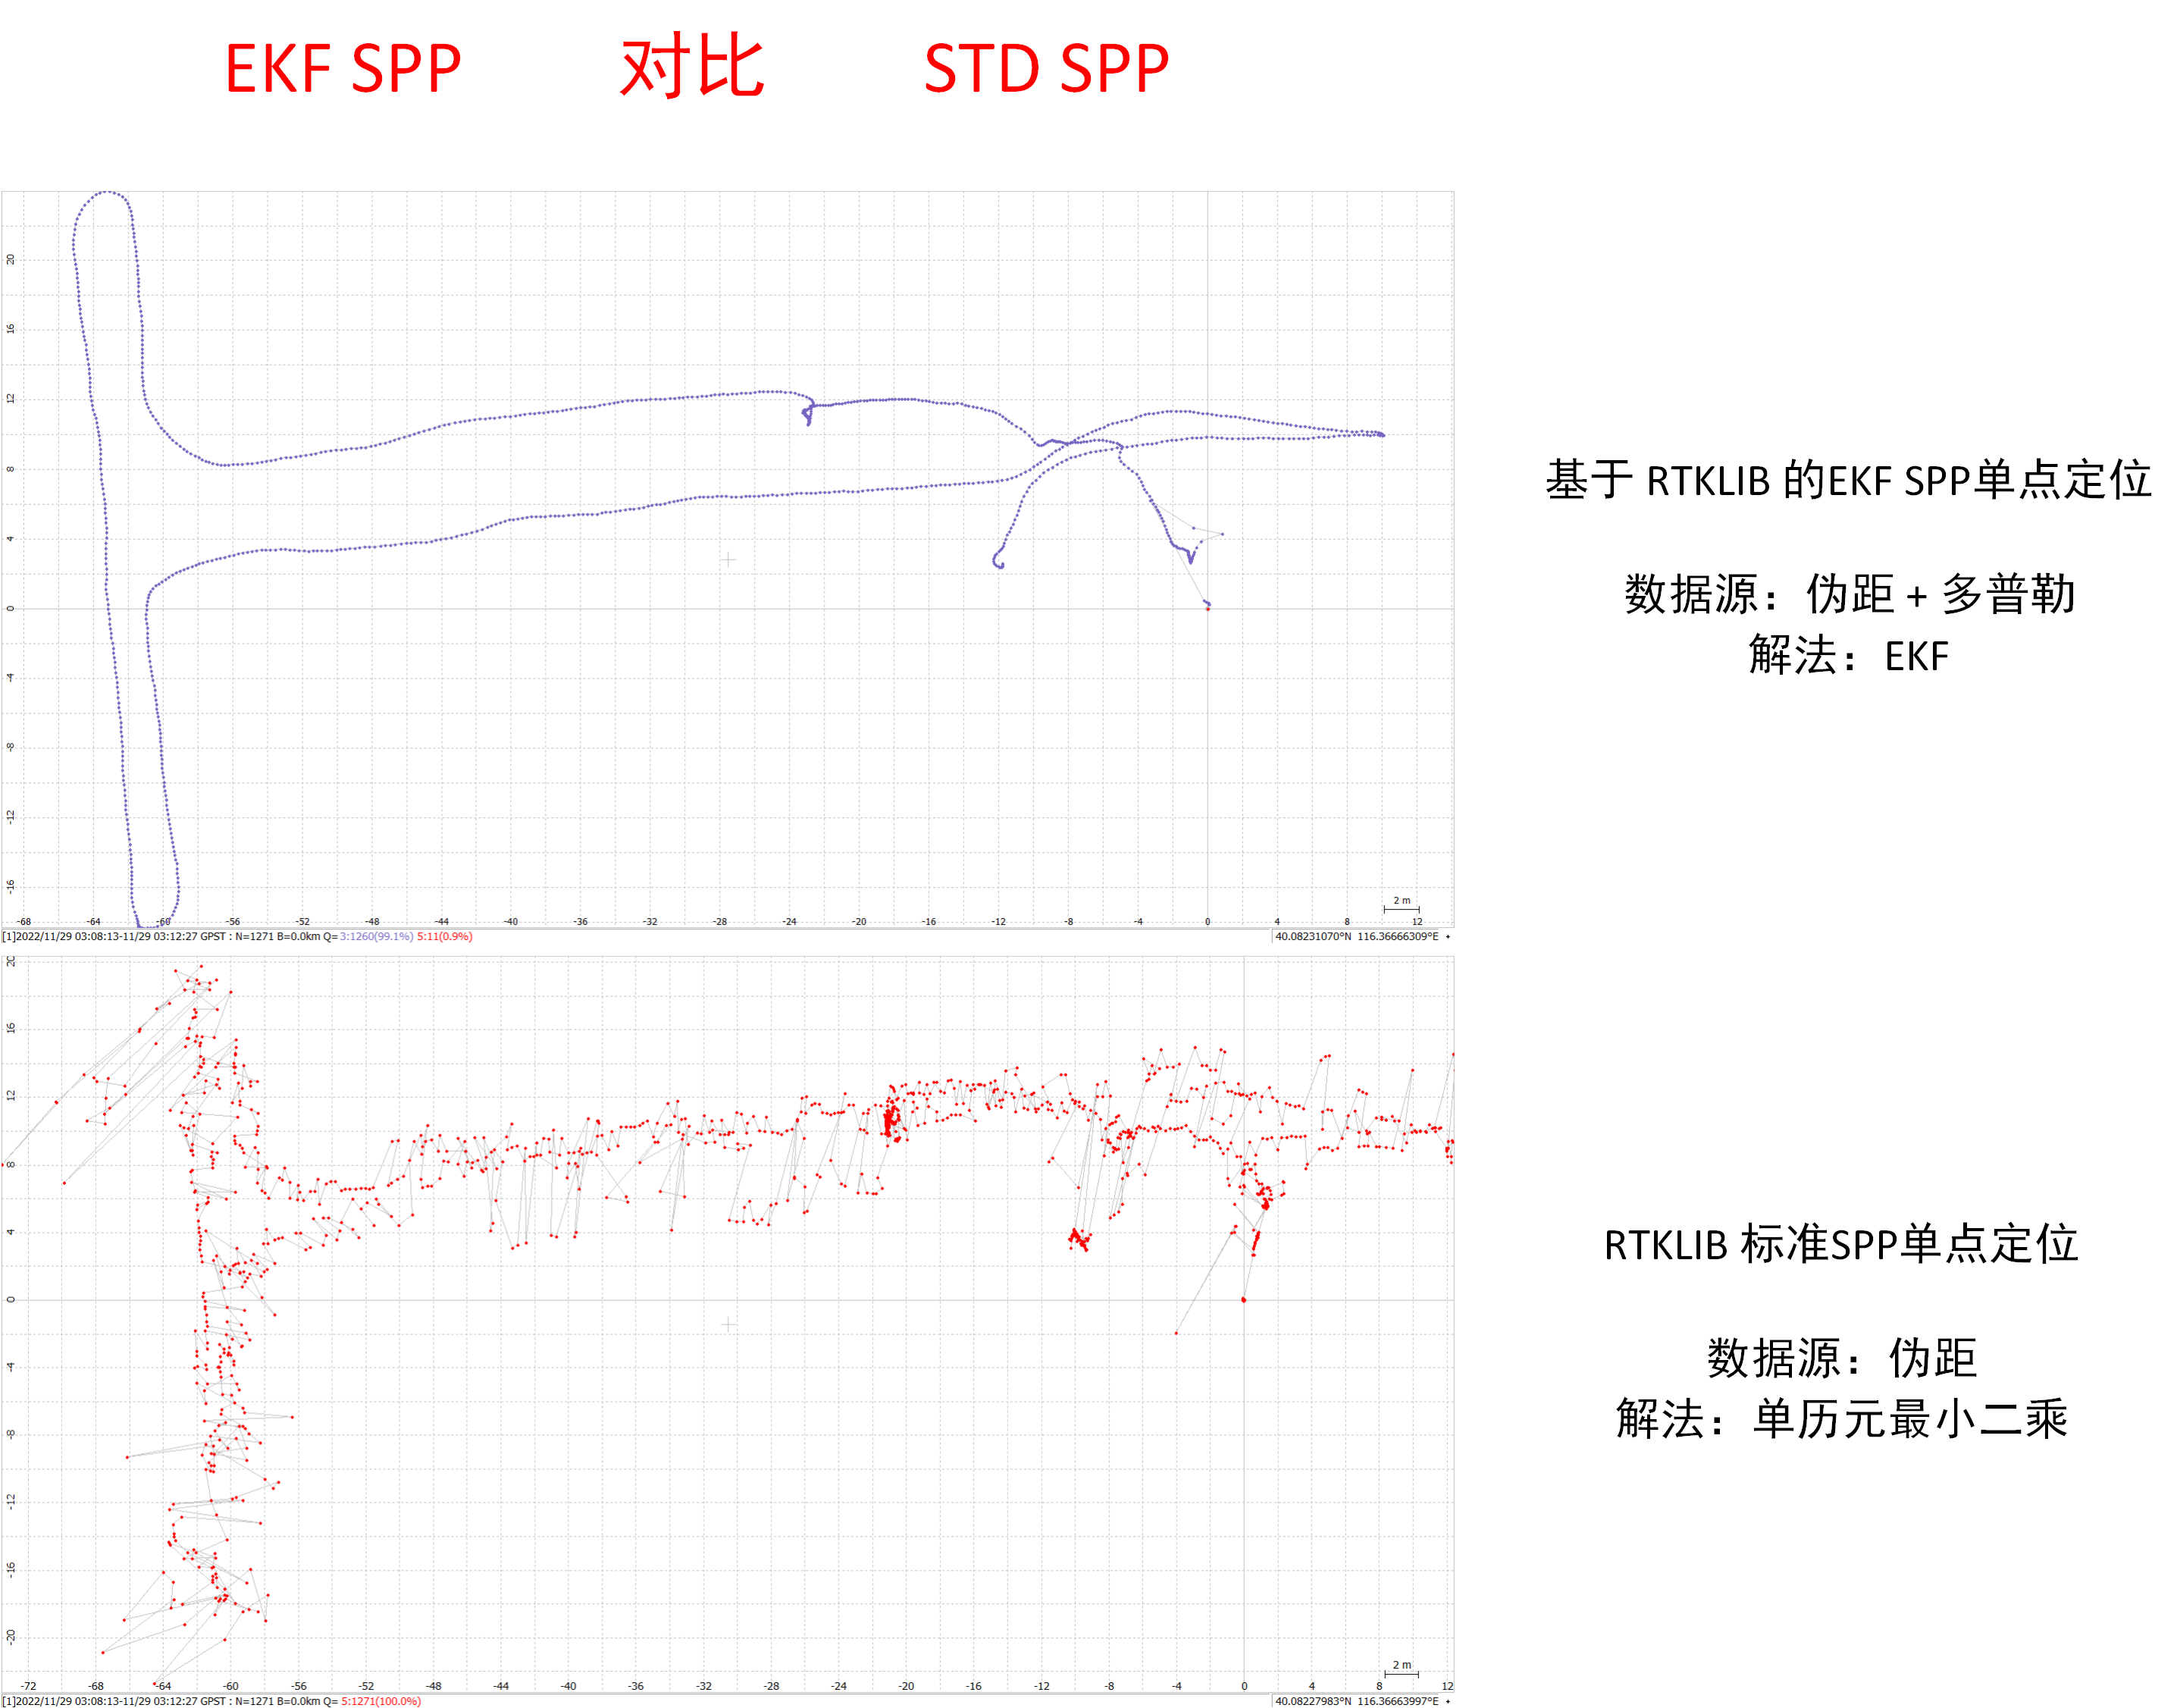 EKF SPP 对比 STD SPP
20
16
12
8
4
0
-4
-8
-12
-16
-68 -64 -60 -56 -52 -48 -44 -40 -36 -32 -28 -24 -20 -16 -12 -8 -4 0 4 8 12
2 m
[1]2022/11/29 03:08:13-11/29 03:12:27 GPST : N=1271 B=0.0km Q= 3:1260(99.1%) 5:11(0.9%)
40.08231070°N 116.36666309°E
基于 RTKLIB 的EKF SPP单点定位
数据源：伪距 + 多普勒
解法：EKF
20
16
12
8
4
0
-4
-8
-12
-16
-20
-72 -68 -64 -60 -56 -52 -48 -44 -40 -36 -32 -28 -24 -20 -16 -12 -8 -4 0 4 8 12
2 m
[1]2022/11/29 03:08:13-11/29 03:12:27 GPST : N=1271 B=0.0km Q= 5:1271(100.0%)
40.08227983°N 116.36663997°E
RTKLIB 标准SPP单点定位
数据源：伪距
解法：单历元最小二乘